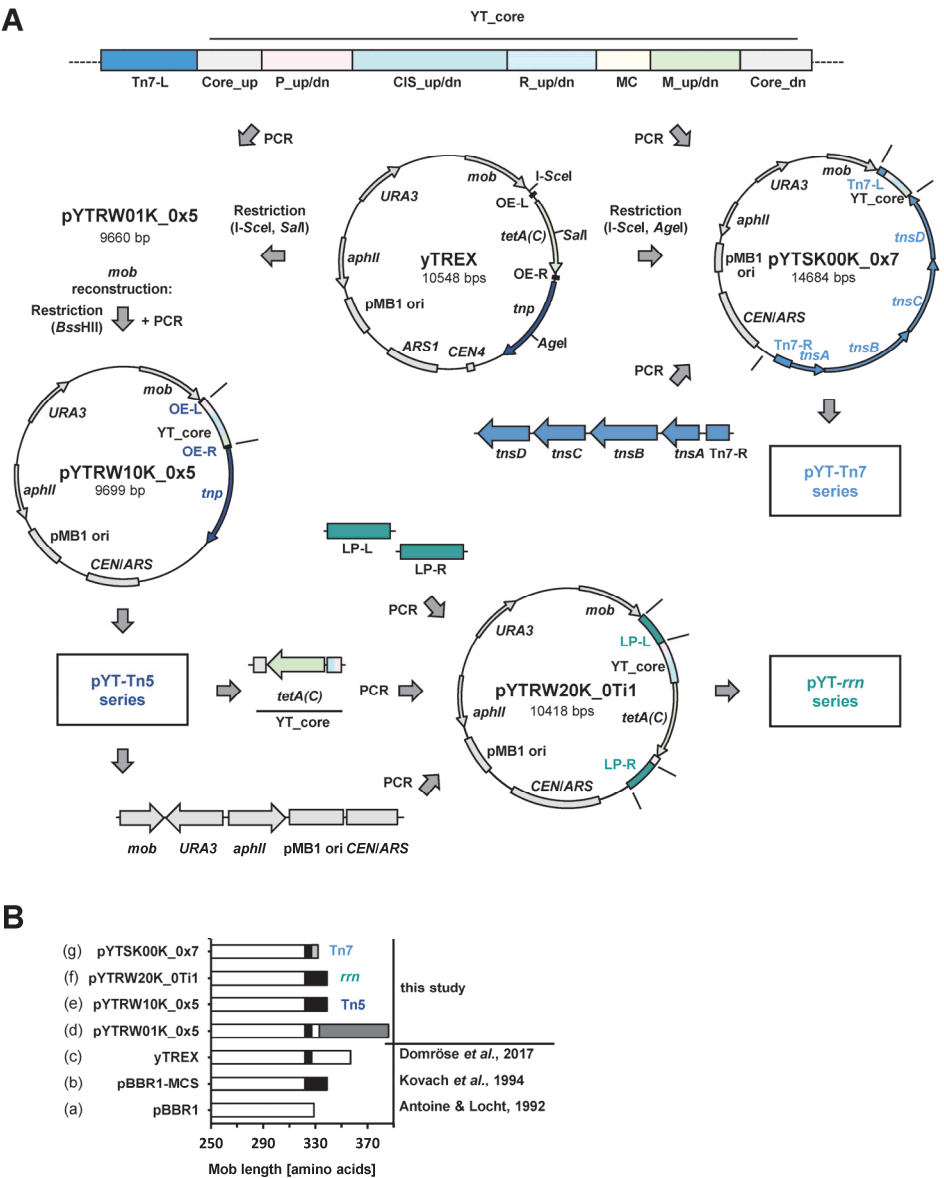 A
YT_core
Tn7-L
Core_up
P_up/dn
CIS_up/dn
R_up/dn
MC
M_up/dn
Core_dn
PCR
PCR
pYTRW01K_0x5
9660 bp
mob
reconstruction:
Restriction
(BssHII)
+ PCR
Restriction
(I-SceI, SalI)
URA3
mob
I-SceI
OE-L
tetA(C)
SalI
OE-R
tnp
AgeI
CEN4
ARS1
pMB1 ori
aphII
yTREX
10548 bps
Restriction
(I-SceI, AgeI)
URA3
mob
Tn7-L
YT_core
tnsD
tnsC
tnsB
tnsA
Tn7-R
CEN/ARS
pMB1
ori
aphII
pYTSK00K_0x7
14684 bps
PCR
tnsD
tnsC
tnsB
tnsA
Tn7-R
pYT-Tn7
series
mob
URA3
OE-L
YT_core
OE-R
pYTRW10K_0x5
9699 bp
tnp
aphII
pMB1 ori
CEN/ARS
LP-L
LP-R
PCR
pYT-Tn5
series
tetA(C)
YT_core
PCR
mob
URA3
LP-L
YT_core
pYTRW20K_0Ti1
10418 bps
aphII
tetA(C)
pMB1 ori
LP-R
CEN/ARS
pYT-rrn
series
PCR
mob
URA3
aphII
pMB1 ori
CEN/ARS
B
(g) pYTSK00K_0x7 Tn7
(f) pYTRW20K_0Ti1 rrn
this study
(e) pYTRW10K_0x5 Tn5
(d) pYTRW01K_0x5
(c) yTREX Domröse et al., 2017
(b) pBBR1-MCS Kovach et al., 1994
(a) pBBR1 Antoine & Locht, 1992
250 290 330 370
Mob length [amino acids]